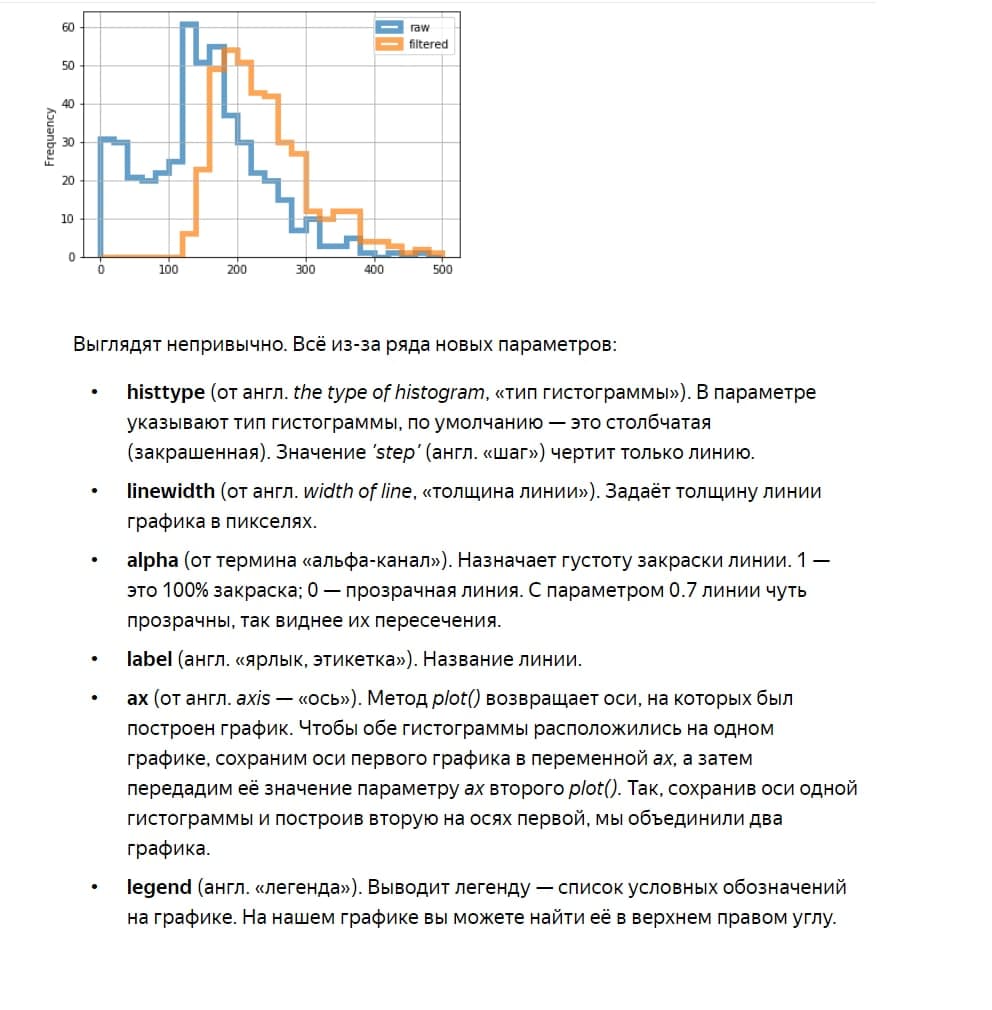 60
50
40
30
20
10
0
Frequency
raw
filtered
0 100 200 300 400 500
Выглядят непривычно. Всё из-за ряда новых параметров:
• histtype (от англ. the type of histogram, «тип гистограммы»). В параметре
указывают тип гистограммы, по умолчанию — это столбчатая
(закрашенная). Значение 'step' (англ. «шаг») чертит только линию.
• linewidth (от англ. width of line, «толщина линии»). Задаёт толщину линии
графика в пикселях.
• alpha (от термина «альфа-канал»). Назначает густоту закраски линии. 1 —
это 100% закраска; 0 — прозрачная линия. С параметром 0.7 линии чуть
прозрачны, так виднее их пересечения.
• label (англ. «ярлык, этикетка»). Название линии.
• ax (от англ. axis — «ось»). Метод plot() возвращает оси, на которых был
построен график. Чтобы обе гистограммы расположились на одном
графике, сохраним оси первого графика в переменной ax, а затем
передадим её значение параметру ax второго plot(). Так, сохранив оси одной
гистограммы и построив вторую на осях первой, мы объединили два
графика.
• legend (англ. «легенда»). Выводит легенду — список условных обозначений
на графике. На нашем графике вы можете найти её в верхнем правом углу.